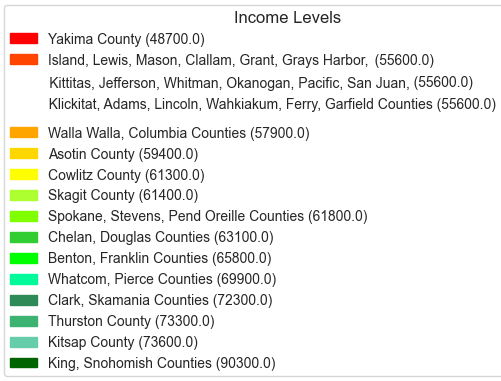 Income Levels
Yakima County (48700.0)
Island, Lewis, Mason, Clallam, Grant, Grays Harbor, (55600.0)
Kittitas, Jefferson, Whitman, Okanogan, Pacific, San Juan, (55600.0)
Klickitat, Adams, Lincoln, Wahkiakum, Ferry, Garfield Counties (55600.0)
Walla Walla, Columbia Counties (57900.0)
Asotin County (59400.0)
Cowlitz County (61300.0)
Skagit County (61400.0)
Spokane, Stevens, Pend Oreille Counties (61800.0)
Chelan, Douglas Counties (63100.0)
Benton, Franklin Counties (65800.0)
Whatcom, Pierce Counties (69900.0)
Clark, Skamania Counties (72300.0)
Thurston County (73300.0)
Kitsap County (73600.0)
King, Snohomish Counties (90300.0)